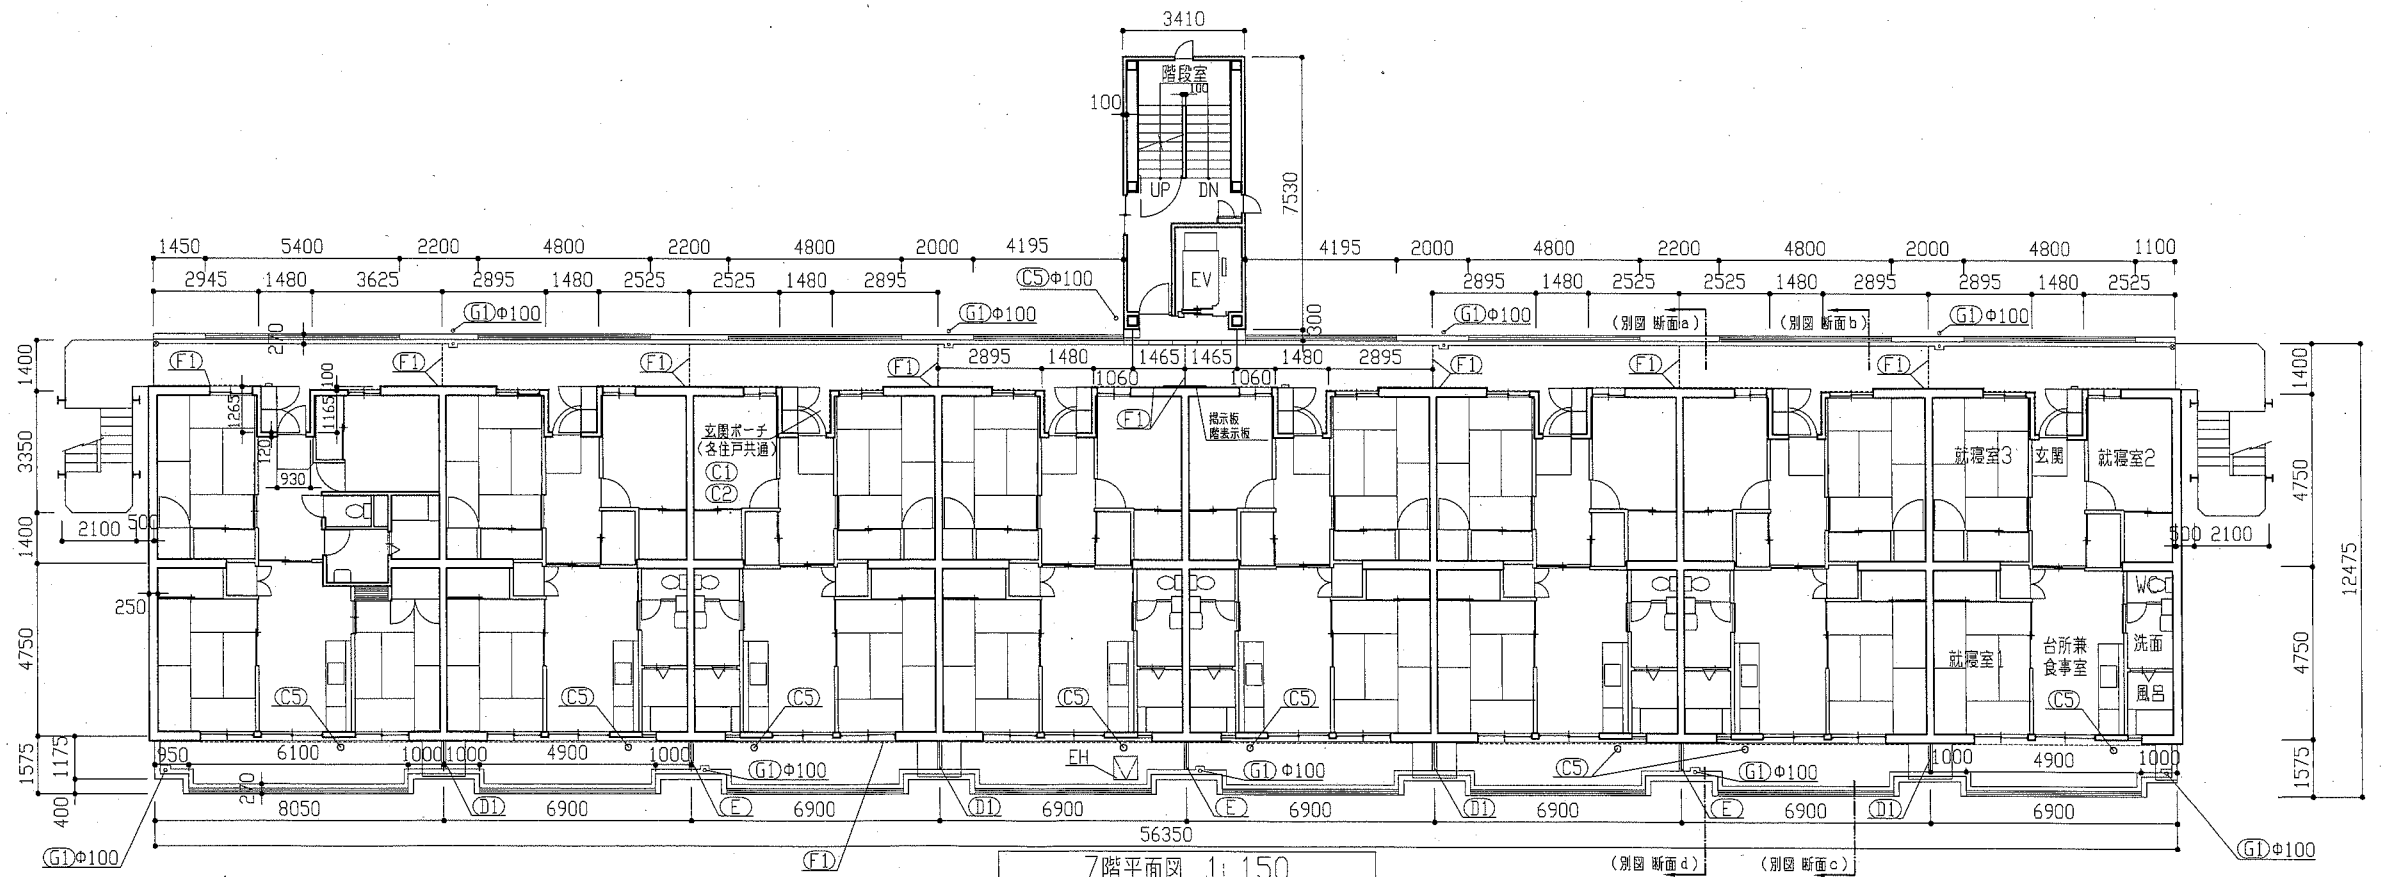 3410
階段室
100
100
UP DN
7530
1450 5400 2200 4800 2200 4800 2000 4195 4195 2000 4800 2200 4800 2000 4800 1100
EV
C5 Φ100
2945 1480 3625 2895 1480 2525 2525 1480 2895 2895 1480 2525 2525 1480 2895 2895 1480 2525
G1 Φ100 G1 Φ100 G1 Φ100 G1 Φ100
(別図 断面a) (別図 断面b)
270 300
1400 F1 F1 F1 F1 F1 F1 F1 1400
2895 1480 1465 1465 1480 2895
100 1060 1060
1265 1165
F1
掲示板
階表示板
玄関ポーチ
(各住戸共通)
C1
C2
120
930
3350 4750
就寝室3 玄関 就寝室2
500 2100 1400 500 2100
12475
250
4750 4750
WC
洗面
台所兼
食事室
就寝室1
風呂
C5 C5 C5 C5 C5 C5
950 6100 1000 1000 4900 1000 1000 4900 1000
1575 1175 400 270 1575
EH
G1 Φ100 G1 Φ100 G1 Φ100
C5
8050 D1 6900 E 6900 D1 6900 E 6900 D1 6900 E 6900 D1 6900
56350
G1 Φ100 F1 G1 Φ100
7階平面図 1:150
(別図 断面d) (別図 断面c)